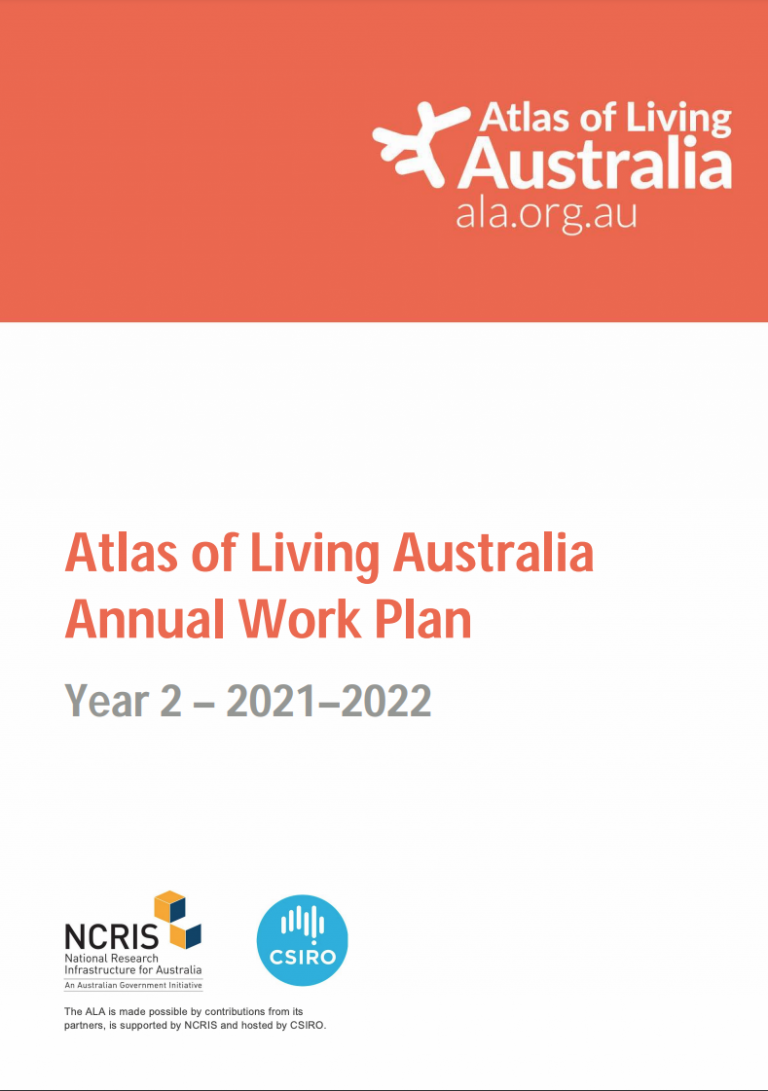 Atlas of Living
Australia
ala.org.au
Atlas of Living Australia
Annual Work Plan
Year 2 – 2021–2022
NCRIS
National Research
Infrastructure for Australia
An Australian Government Initiative
CSIRO
The ALA is made possible by contributions from its
partners, is supported by NCRIS and hosted by CSIRO.